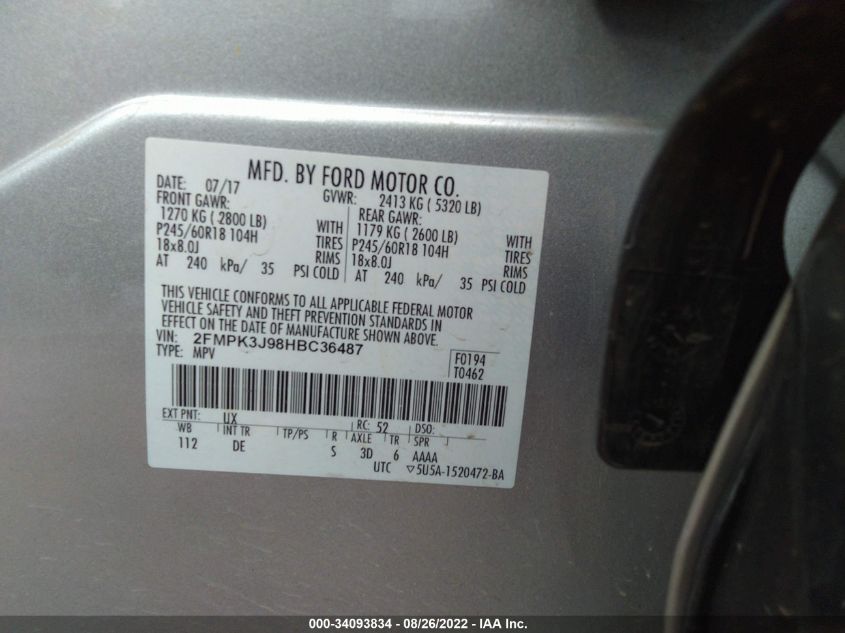 MFD. BY FORD MOTOR CO.
DATE: 07/17 GVWR: 2413 KG ( 5320 LB)
FRONT GAWR: REAR GAWR:
1270 KG ( 2800 LB) WITH 1179 KG ( 2600 LB) WITH
P245/60R18 104H TIRES P245/60R18 104H TIRES
18x8.0J RIMS 18x8.0J RIMS
AT 240 kPa/ 35 PSI COLD AT 240 kPa/ 35 PSI COLD
THIS VEHICLE CONFORMS TO ALL APPLICABLE FEDERAL MOTOR
VEHICLE SAFETY AND THEFT PREVENTION STANDARDS IN
EFFECT ON THE DATE OF MANUFACTURE SHOWN ABOVE.
VIN: 2FMPK3J98HBC36487
TYPE: MPV F0194
T0462
EXT PNT: UX RC: 52 DSO:
WB INT TR TP/PS R AXLE TR SPR
112 DE S 3D 6 AAAA
UTC ▽5U5A-1520472-BA
000-34093834 - 08/26/2022 - IAA Inc.